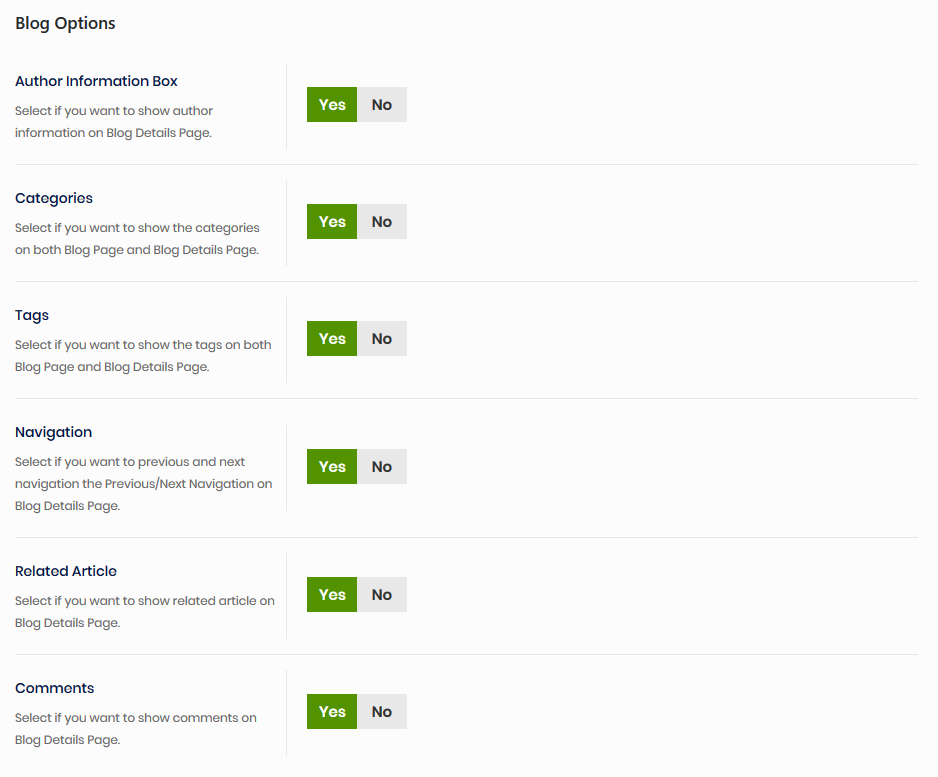 Blog Options
Author Information Box
Select if you want to show author
information on Blog Details Page.
Yes No
Categories
Select if you want to show the categories
on both Blog Page and Blog Details Page.
Yes No
Tags
Select if you want to show the tags on both
Blog Page and Blog Details Page.
Yes No
Navigation
Select if you want to previous and next
navigation the Previous/Next Navigation on
Blog Details Page.
Yes No
Related Article
Select if you want to show related article on
Blog Details Page.
Yes No
Comments
Select if you want to show comments on
Blog Details Page.
Yes No